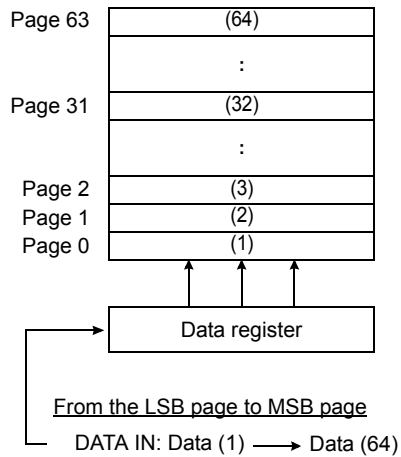 Page 63 (64)
:
Page 31 (32)
:
Page 2 (3)
Page 1 (2)
Page 0 (1)
Data register
From the LSB page to MSB page
DATA IN: Data (1) Data (64)